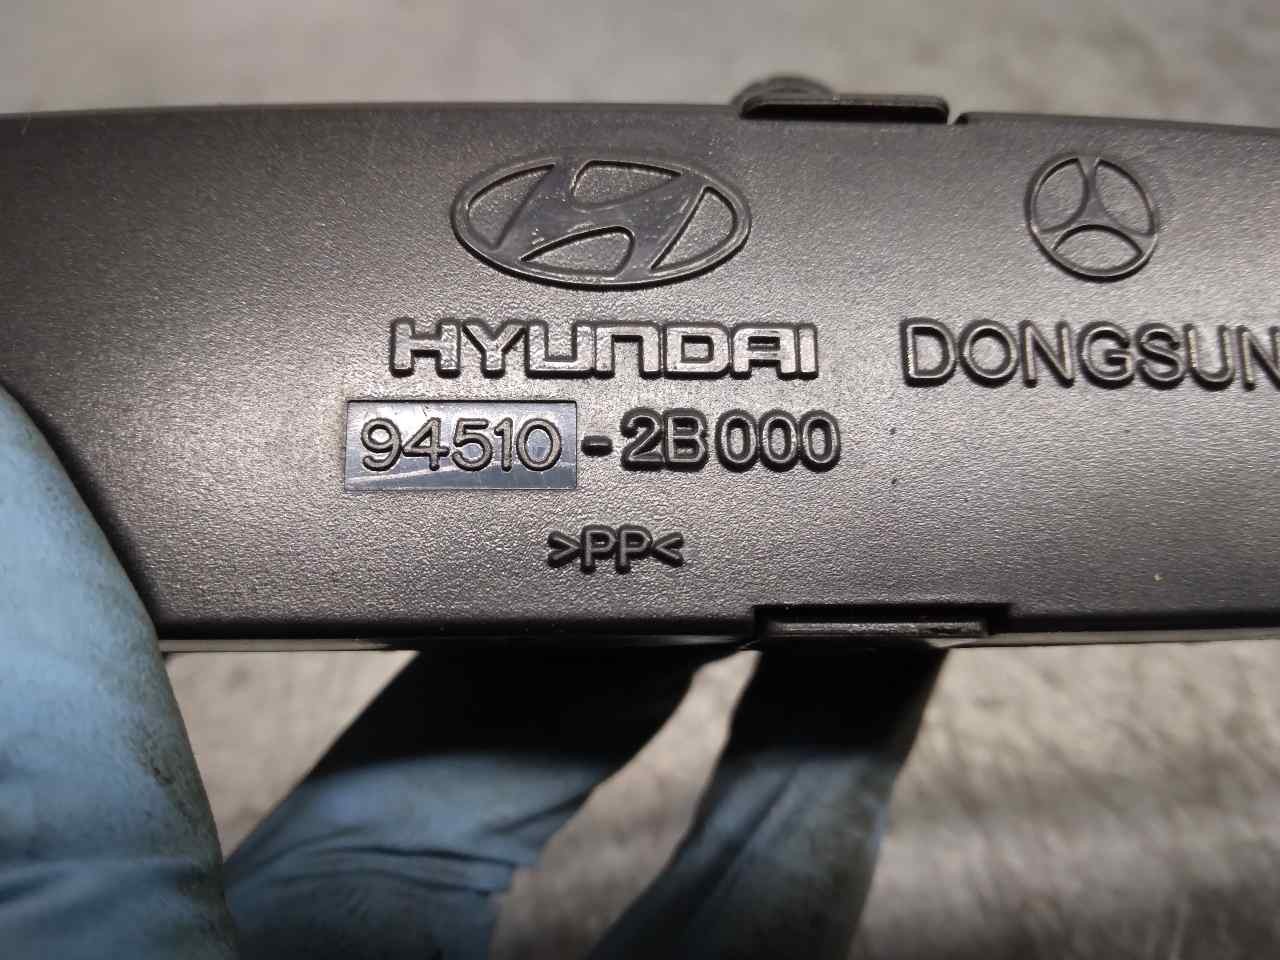 HYUNDAI
DONGSUN
94510-2B000
>PP<